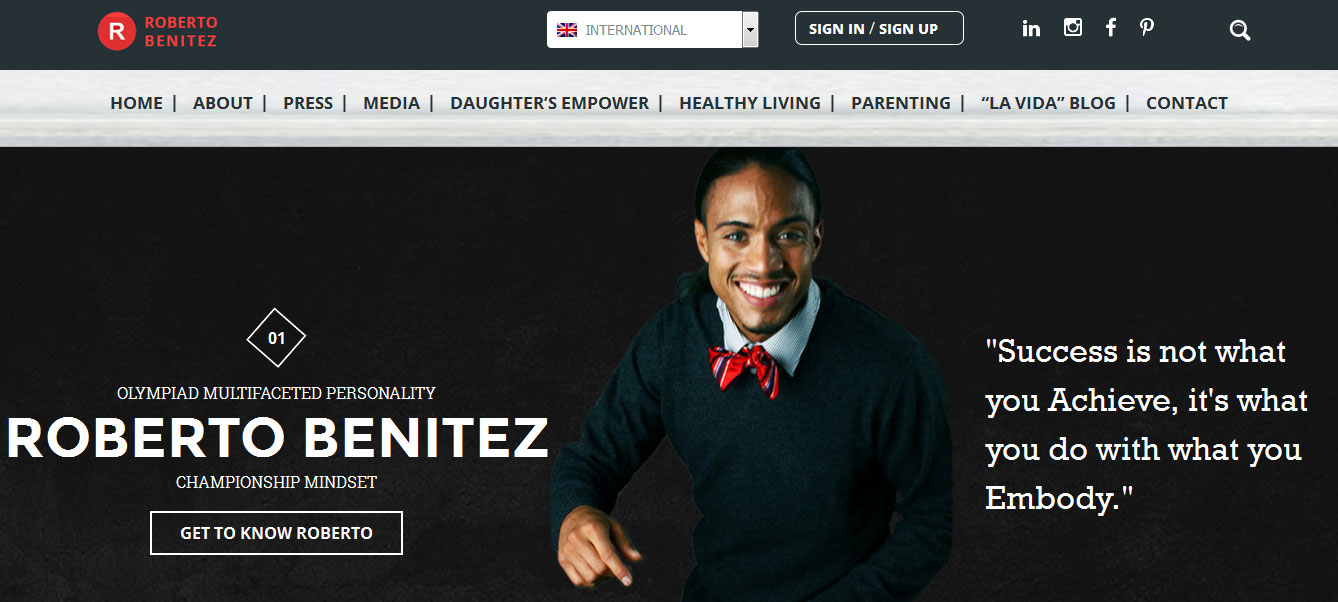 R
ROBERTO
BENITEZ
INTERNATIONAL
SIGN IN / SIGN UP
in
f
HOME | ABOUT | PRESS | MEDIA | DAUGHTER’S EMPOWER | HEALTHY LIVING | PARENTING | “LA VIDA” BLOG | CONTACT
01
OLYMPIAD MULTIFACETED PERSONALITY
ROBERTO BENITEZ
CHAMPIONSHIP MINDSET
GET TO KNOW ROBERTO
"Success is not what
you Achieve, it's what
you do with what you
Embody."